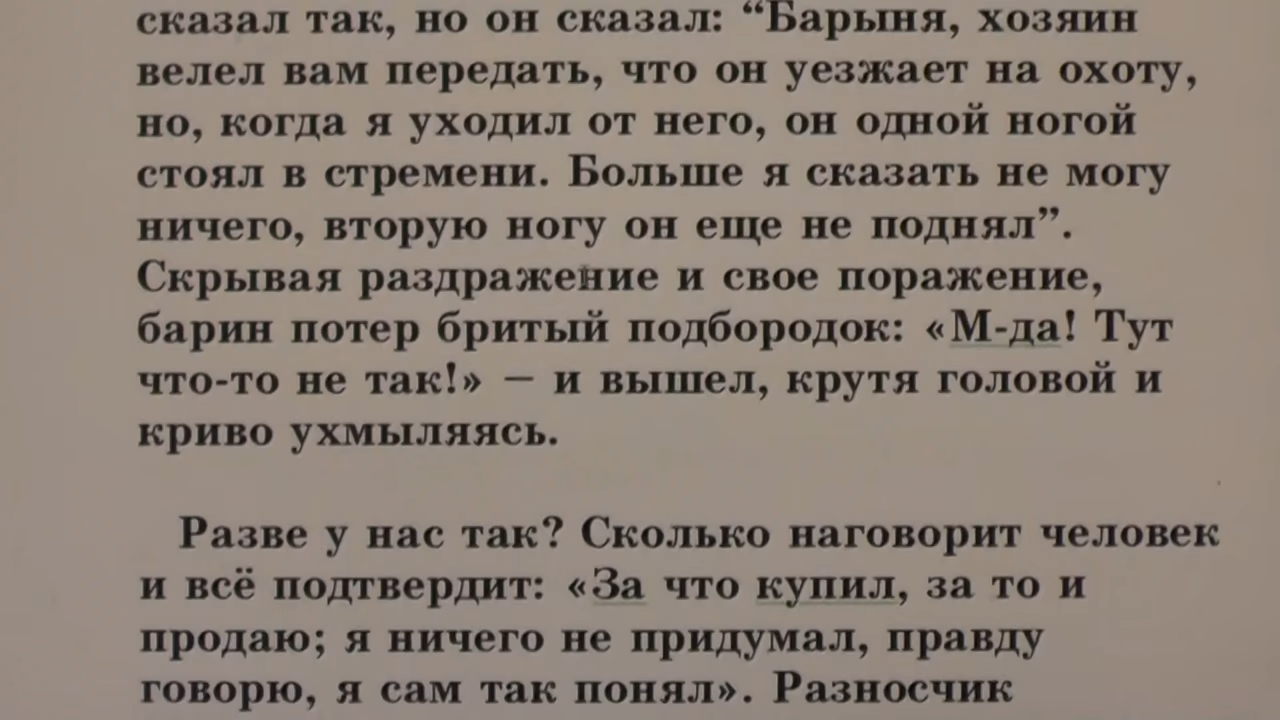 сказал так, но он сказал: “Барыня, хозяин
велел вам передать, что он уезжает на охоту,
но, когда я уходил от него, он одной ногой
стоял в стремени. Больше я сказать не могу
ничего, вторую ногу он еще не поднял”.
Скрывая раздражение и свое поражение,
барин потер бритый подбородок: «М-да! Тут
что-то не так!» – и вышел, крутя головой и
криво ухмыляясь.
Разве у нас так? Сколько наговорит человек
и всё подтвердит: «За что купил, за то и
продаю; я ничего не придумал, правду
говорю, я сам так понял». Разносчик